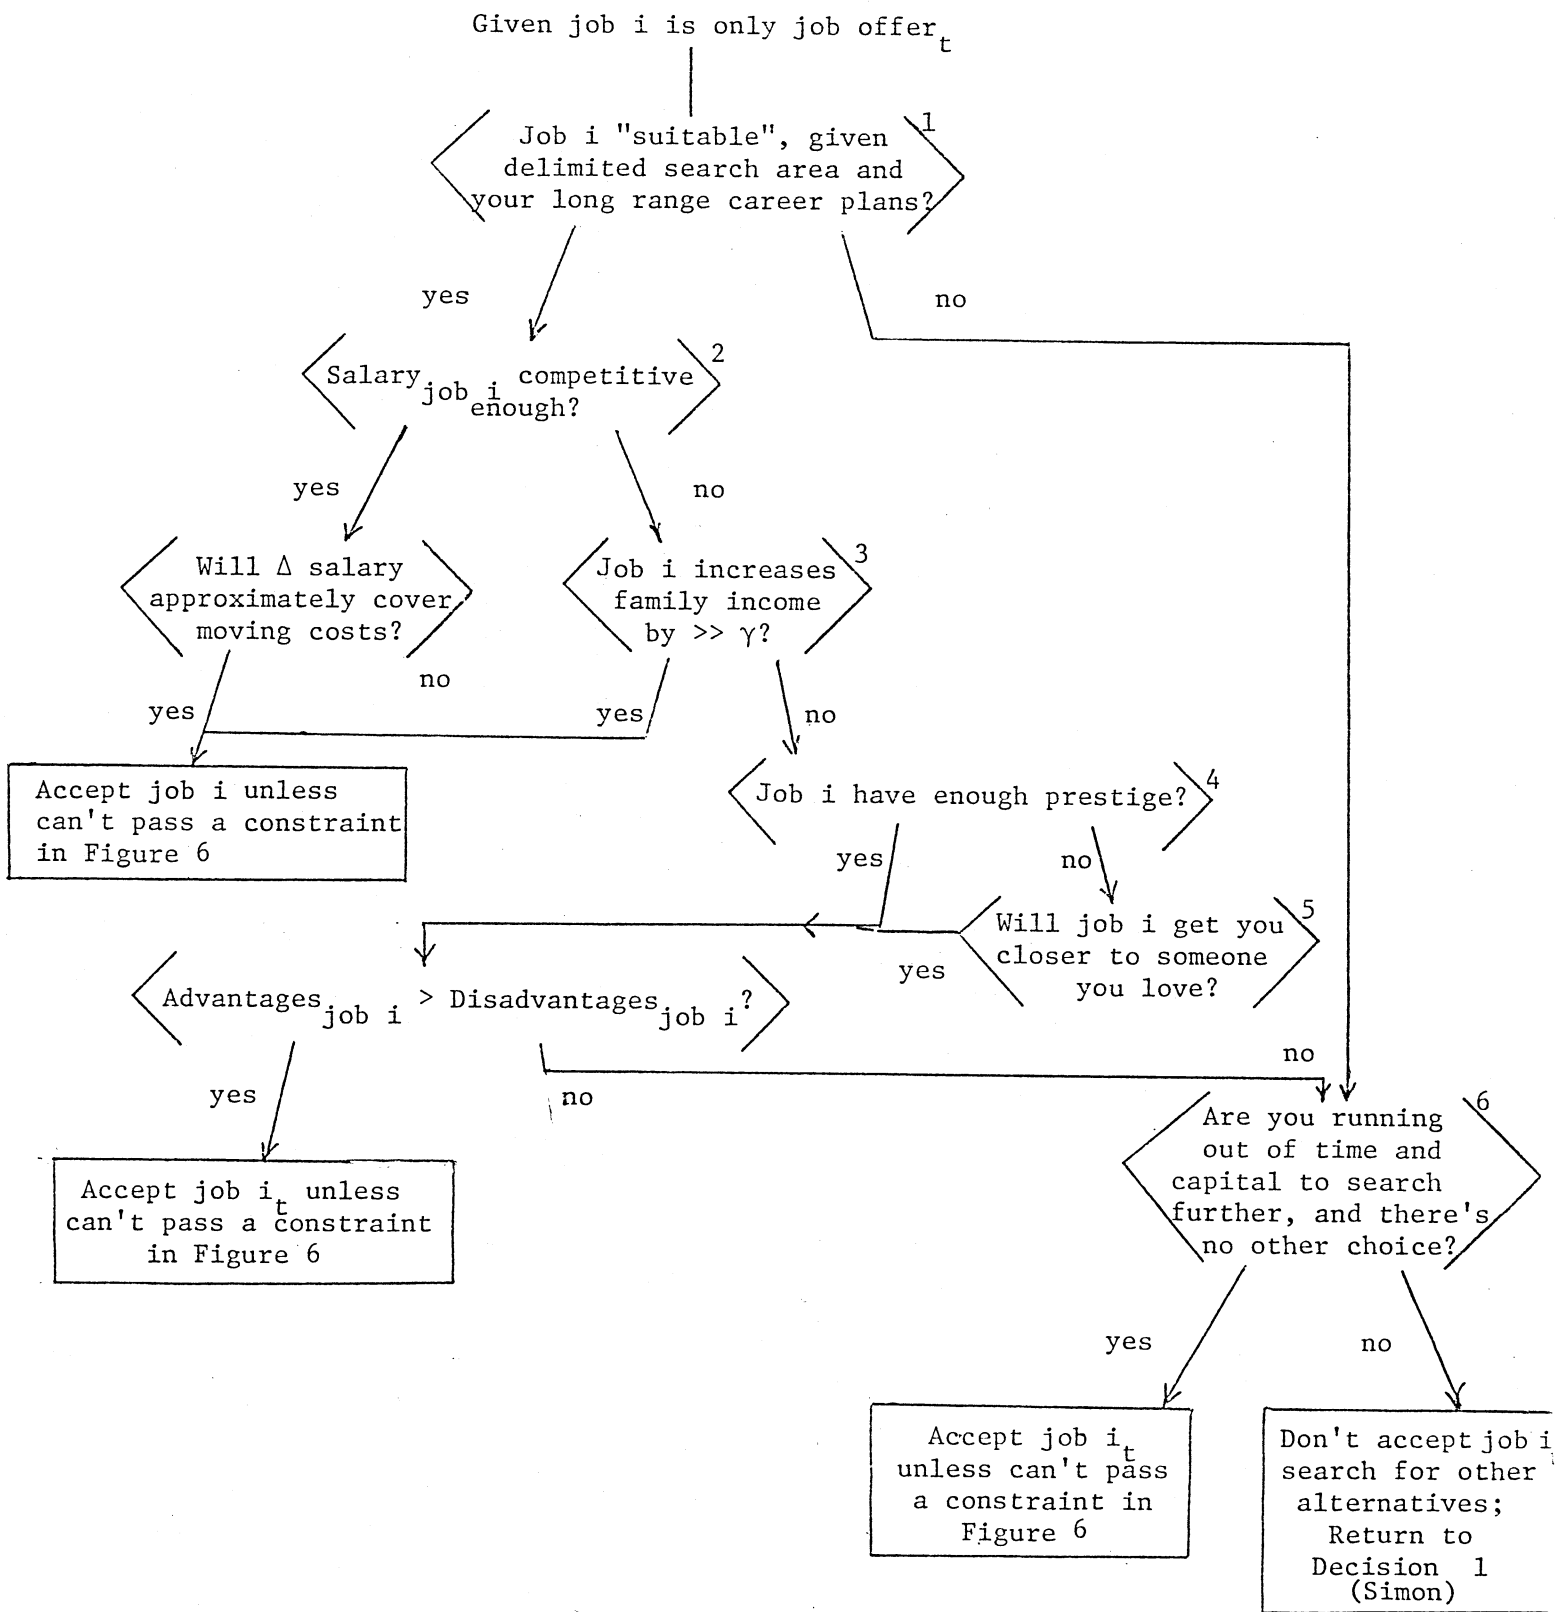 Given job i is only job offer t
1
Job i "suitable", given
delimited search area and
your long range career plans?
yes
no
2
Salary job i competitive
enough?
yes
no
Will Δ salary
approximately cover
moving costs?
3
Job i increases
family income
by >> γ?
yes
no
yes
no
Accept job i unless
can't pass a constraint
in Figure 6
4
Job i have enough prestige?
yes
no
5
Will job i get you
closer to someone
you love?
yes
no
Advantages job i > Disadvantages job i?
yes
no
Accept job i t unless
can't pass a constraint
in Figure 6
6
Are you running
out of time and
capital to search
further, and there's
no other choice?
yes
no
Accept job i t
unless can't pass
a constraint in
Figure 6
Don't accept job i
search for other
alternatives;
Return to
Decision 1
(Simon)